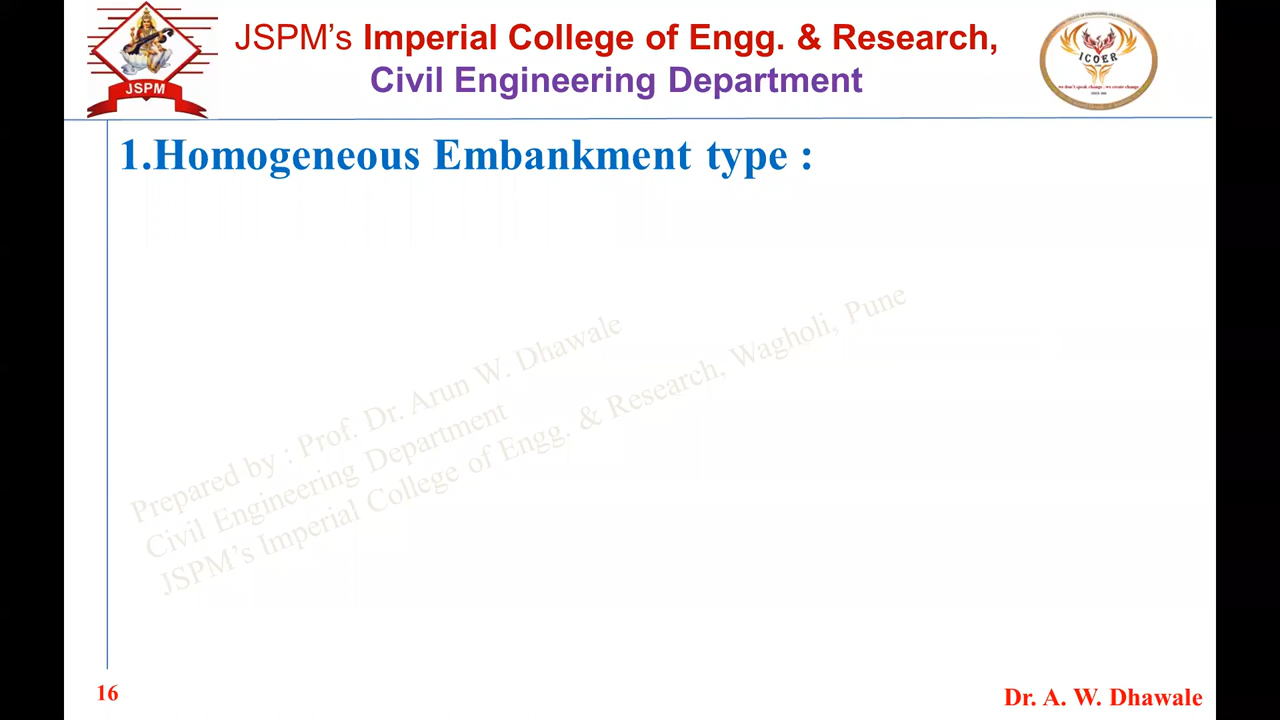 JSPM
JSPM's Imperial College of Engg. & Research,
Civil Engineering Department
ICOER
1.Homogeneous Embankment type :
Prepared by : Prof. Dr. Arun W. Dhawale
Civil Engineering Department
JSPM's Imperial College of Engg. & Research, Wagholi, Pune
16
Dr. A. W. Dhawale